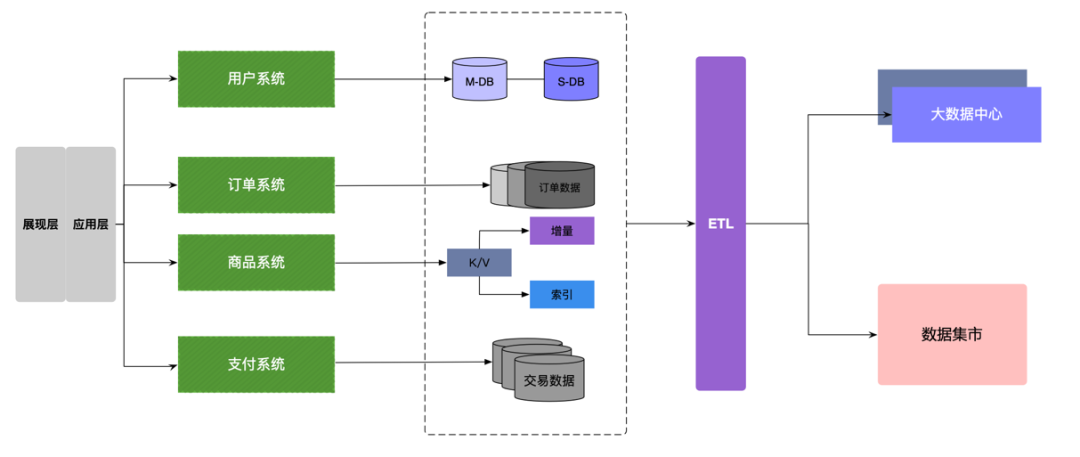 展现层
应用层
用户系统
订单系统
商品系统
支付系统
M-DB
S-DB
订单数据
增量
K/V
索引
交易数据
ETL
大数据中心
数据集市